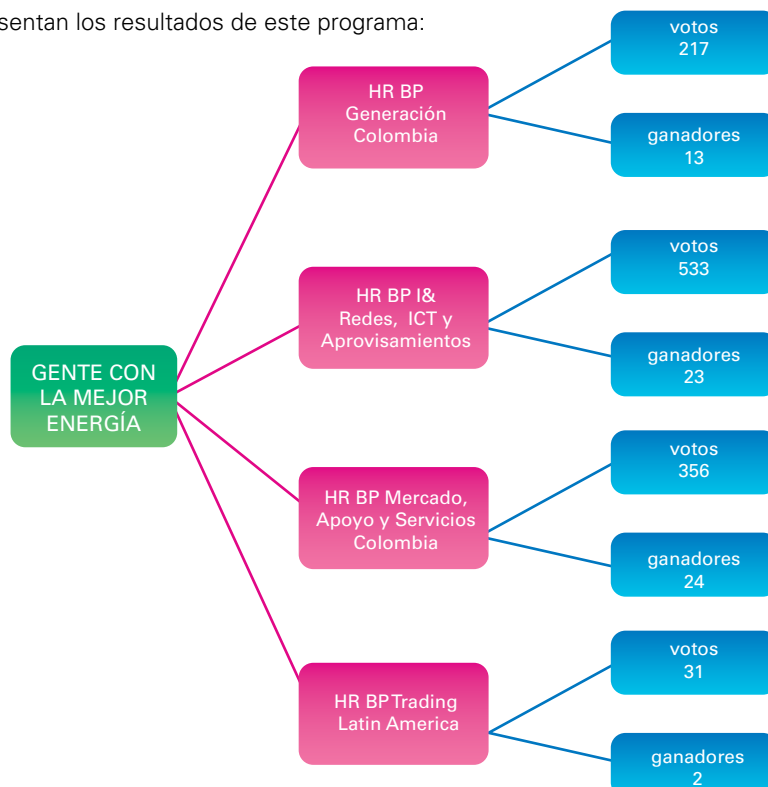 sentan los resultados de este programa:
GENTE CON
LA MEJOR
ENERGÍA
HR BP
Generación
Colombia
votos
217
ganadores
13
HR BP I&
Redes, ICT y
Aprovisamientos
votos
533
ganadores
23
HR BP Mercado,
Apoyo y Servicios
Colombia
votos
356
ganadores
24
HR BP Trading
Latin America
votos
31
ganadores
2